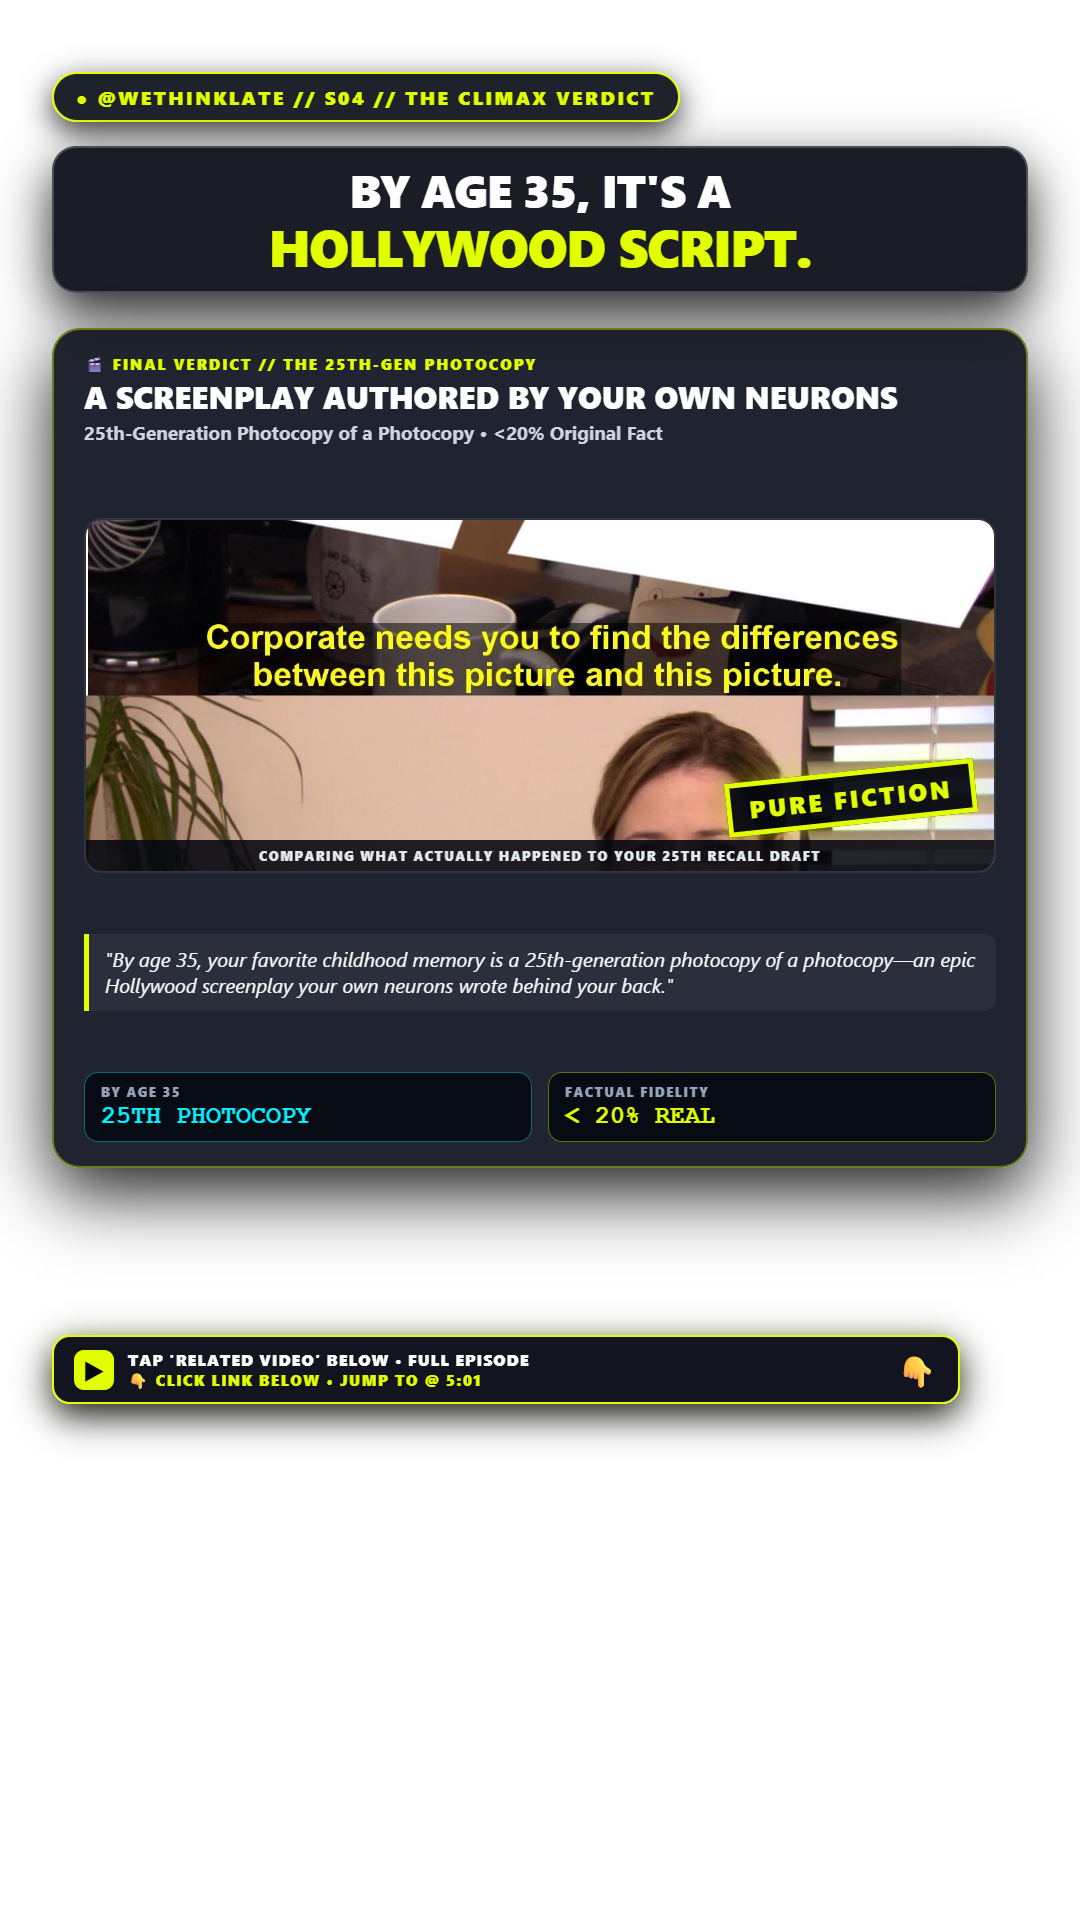 • @WETHINKLATE // S04 // THE CLIMAX VERDICT
BY AGE 35, IT'S A
HOLLYWOOD SCRIPT.
🎬 FINAL VERDICT // THE 25TH-GEN PHOTOCOPY
A SCREENPLAY AUTHORED BY YOUR OWN NEURONS
25th-Generation Photocopy of a Photocopy • <20% Original Fact
Corporate needs you to find the differences
between this picture and this picture.
PURE FICTION
COMPARING WHAT ACTUALLY HAPPENED TO YOUR 25TH RECALL DRAFT
"By age 35, your favorite childhood memory is a 25th-generation photocopy of a photocopy—an epic
Hollywood screenplay your own neurons wrote behind your back."
BY AGE 35
25TH PHOTOCOPY
FACTUAL FIDELITY
< 20% REAL
TAP 'RELATED VIDEO' BELOW • FULL EPISODE
👇 CLICK LINK BELOW • JUMP TO @ 5:01